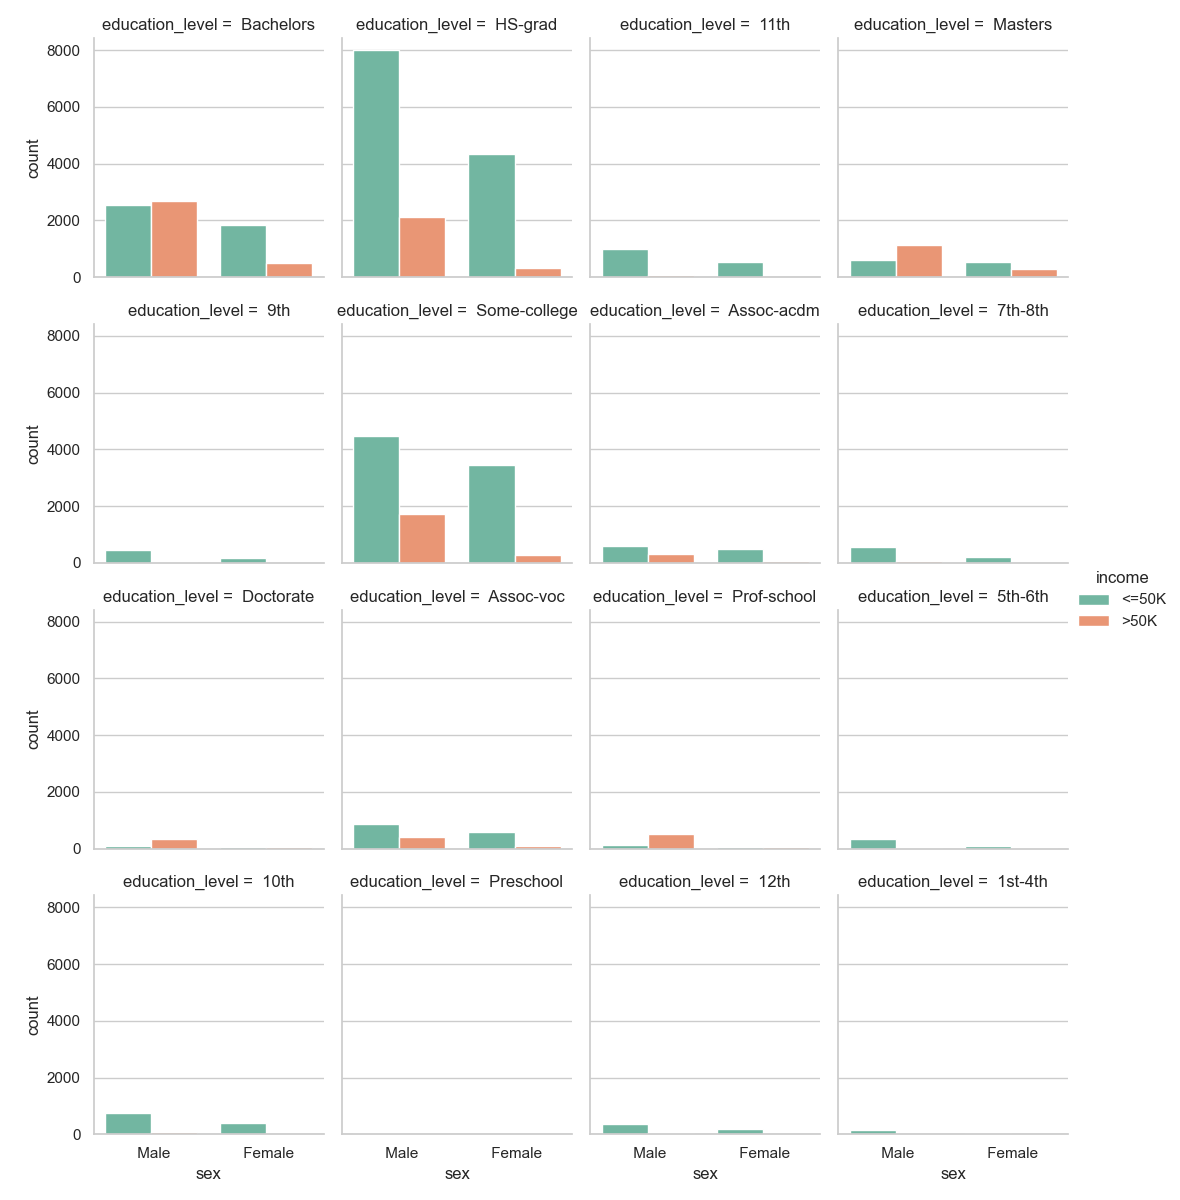 education_level =  Bachelors
education_level =  HS-grad
education_level =  11th
education_level =  Masters
8000
6000
4000
2000
0
count
education_level =  9th
education_level =  Some-college
education_level =  Assoc-acdm
education_level =  7th-8th
8000
6000
4000
2000
0
count
income
<=50K
>50K
education_level =  Doctorate
education_level =  Assoc-voc
education_level =  Prof-school
education_level =  5th-6th
8000
6000
4000
2000
0
count
education_level =  10th
education_level =  Preschool
education_level =  12th
education_level =  1st-4th
8000
6000
4000
2000
0
count
Male Female
sex
Male Female
sex
Male Female
sex
Male Female
sex